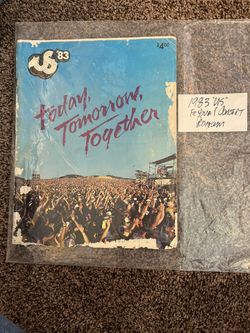 US '83
$4.00
Today,
Tomorrow,
Together
1983 "US"
Festival Concert
Program